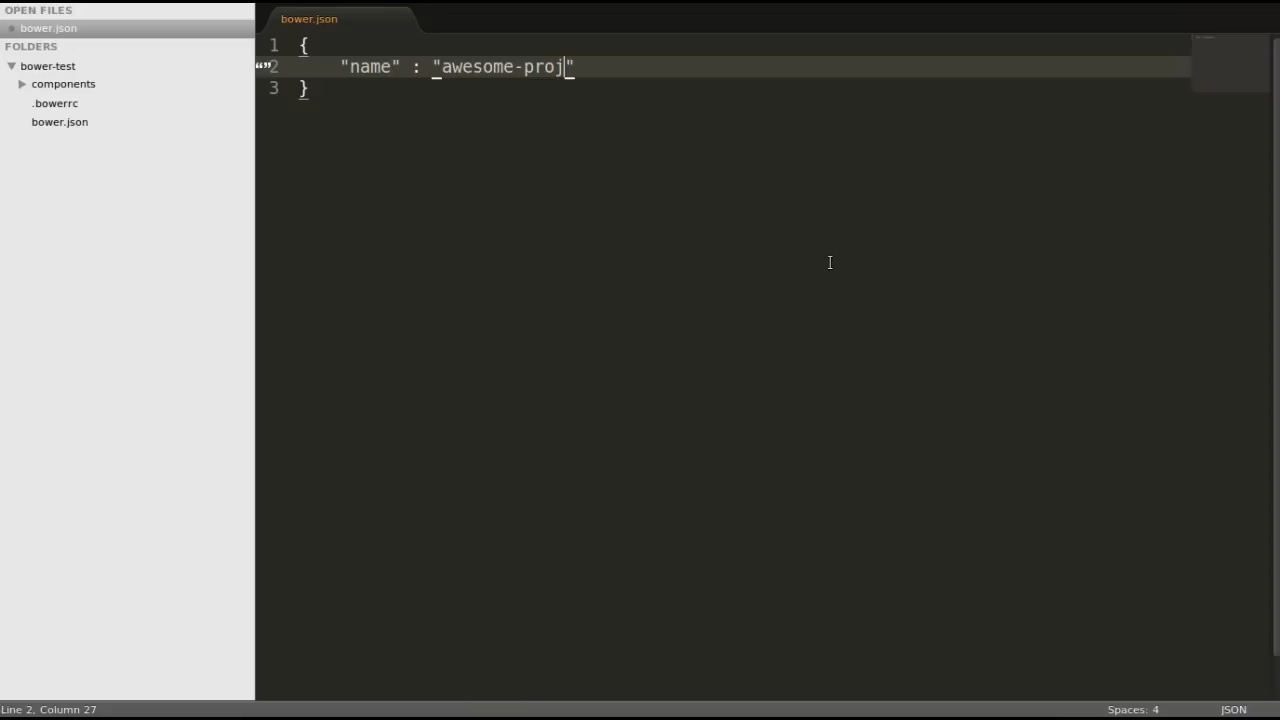 OPEN FILES
bower.json
FOLDERS
bower-test
components
.bowerrc
bower.json
bower.json
1 {
2 "name" : "awesome-proj"
3 }
Line 2, Column 27
Spaces: 4
JSON